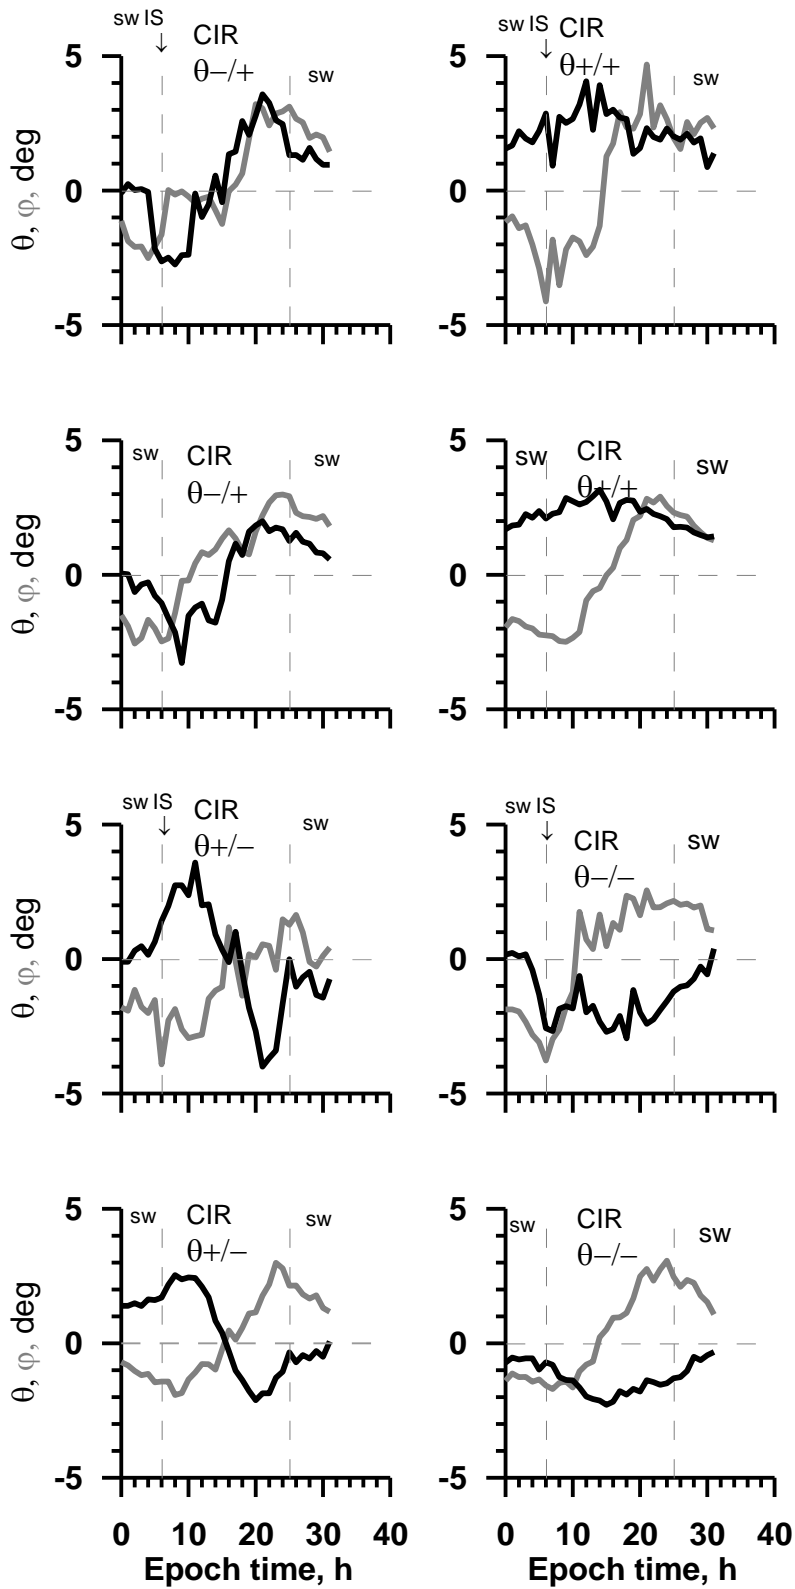 sw IS
CIR
θ−/+
sw
5
0
-5
θ, φ, deg
sw IS
CIR
θ+/+
sw
5
0
-5
sw
CIR
θ−/+
sw
5
0
-5
θ, φ, deg
sw
CIR
θ+/+
sw
5
0
-5
sw IS
CIR
θ+/−
sw
5
0
-5
θ, φ, deg
sw IS
CIR
θ−/−
sw
5
0
-5
sw
CIR
θ+/−
sw
5
0
-5
θ, φ, deg
0 10 20 30 40
Epoch time, h
sw
CIR
θ−/−
sw
5
0
-5
0 10 20 30 40
Epoch time, h